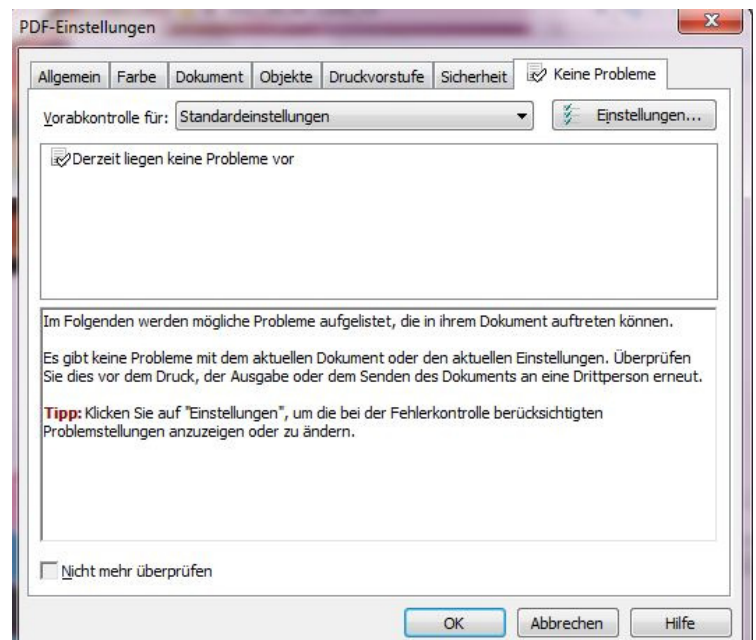 PDF-Einstellungen
Allgemein Farbe Dokument Objekte Druckvorstufe Sicherheit Keine Probleme
Vorabkontrolle für: Standardeinstellungen Einstellungen...
Derzeit liegen keine Probleme vor
Im Folgenden werden mögliche Probleme aufgelistet, die in ihrem Dokument auftreten können.
Es gibt keine Probleme mit dem aktuellen Dokument oder den aktuellen Einstellungen. Überprüfen
Sie dies vor dem Druck, der Ausgabe oder dem Senden des Dokuments an eine Drittperson erneut.
Tipp: Klicken Sie auf "Einstellungen", um die bei der Fehlerkontrolle berücksichtigten
Problemstellungen anzuzeigen oder zu ändern.
Nicht mehr überprüfen
OK Abbrechen Hilfe